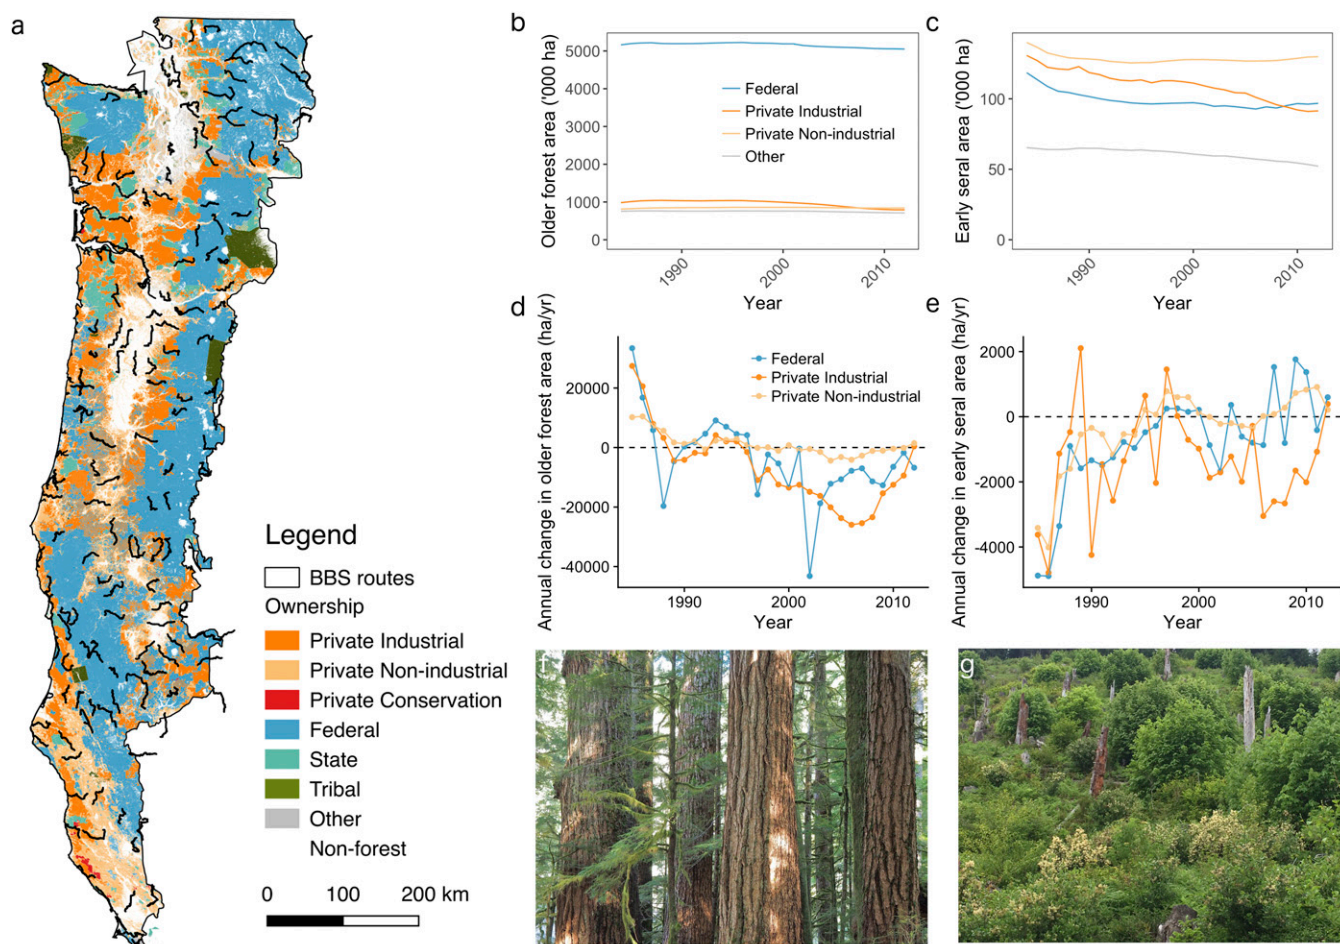 a
Legend
BBS routes
Ownership
Private Industrial
Private Non-industrial
Private Conservation
Federal
State
Tribal
Other
Non-forest
0 100 200 km
b
Older forest area ('000 ha)
5000
4000
3000
2000
1000
0
Federal
Private Industrial
Private Non-industrial
Other
1990 2000 2010
Year
c
Early seral area ('000 ha)
100
50
0
1990 2000 2010
Year
d
Annual change in older forest area (ha/yr)
20000
0
-20000
-40000
Federal
Private Industrial
Private Non-industrial
1990 2000 2010
Year
e
Annual change in early seral area (ha/yr)
2000
0
-2000
-4000
1990 2000 2010
Year
f
g